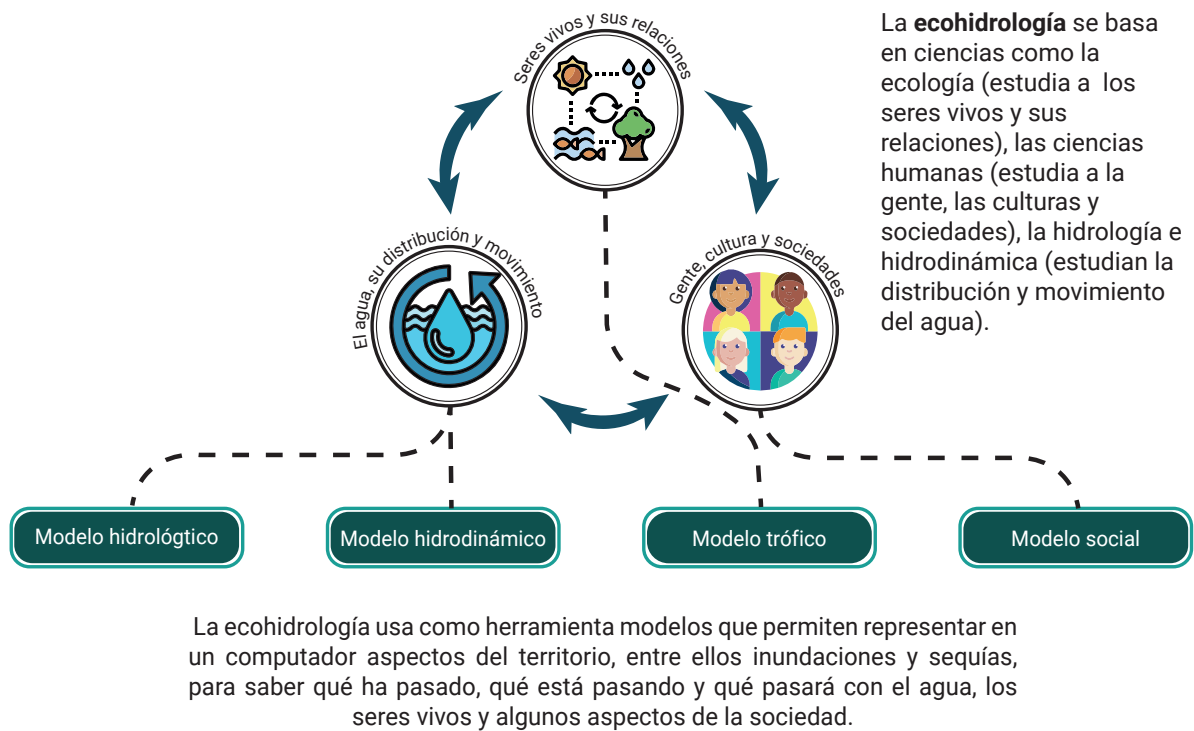 Seres vivos y sus relaciones
La ecohidrología se basa
en ciencias como la
ecología (estudia a los
seres vivos y sus
relaciones), las ciencias
humanas (estudia a la
gente, las culturas y
sociedades), la hidrología e
hidrodinámica (estudian la
distribución y movimiento
del agua).
El agua, su distribución y movimiento
Gente, cultura y sociedades
Modelo hidrológtico
Modelo hidrodinámico
Modelo trófico
Modelo social
La ecohidrología usa como herramienta modelos que permiten representar en
un computador aspectos del territorio, entre ellos inundaciones y sequías,
para saber qué ha pasado, qué está pasando y qué pasará con el agua, los
seres vivos y algunos aspectos de la sociedad.